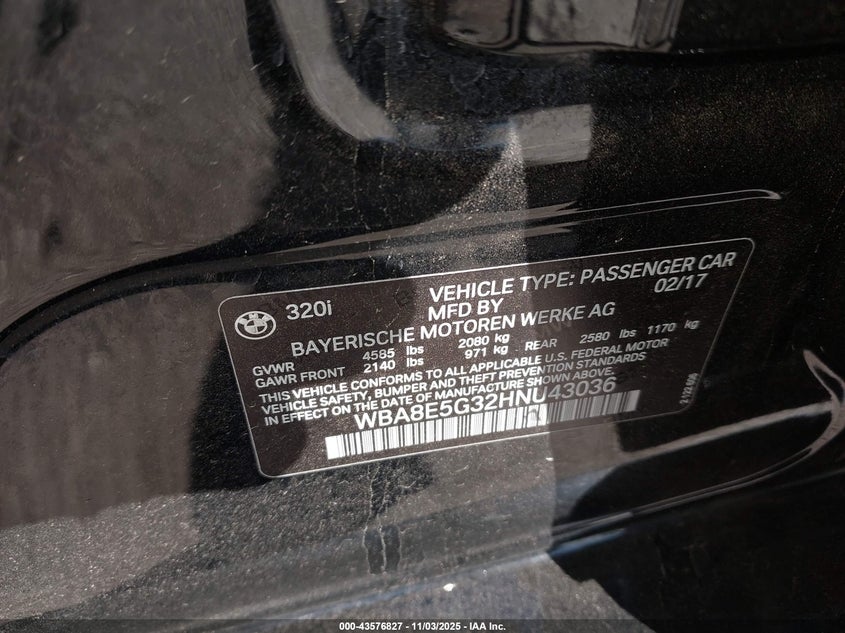 320i
VEHICLE TYPE: PASSENGER CAR
MFD BY 02/17
BAYERISCHE MOTOREN WERKE AG
GVWR 4585 lbs 2080 kg
GAWR FRONT 2140 lbs 971 kg REAR 2580 lbs 1170 kg
THIS VEHICLE CONFORMS TO ALL APPLICABLE U.S. FEDERAL MOTOR
VEHICLE SAFETY, BUMPER AND THEFT PREVENTION STANDARDS
IN EFFECT ON THE DATE OF MANUFACTURE SHOWN ABOVE.
WBA8E5G32HNU43036
000-43576827 - 11/03/2025 - IAA Inc.